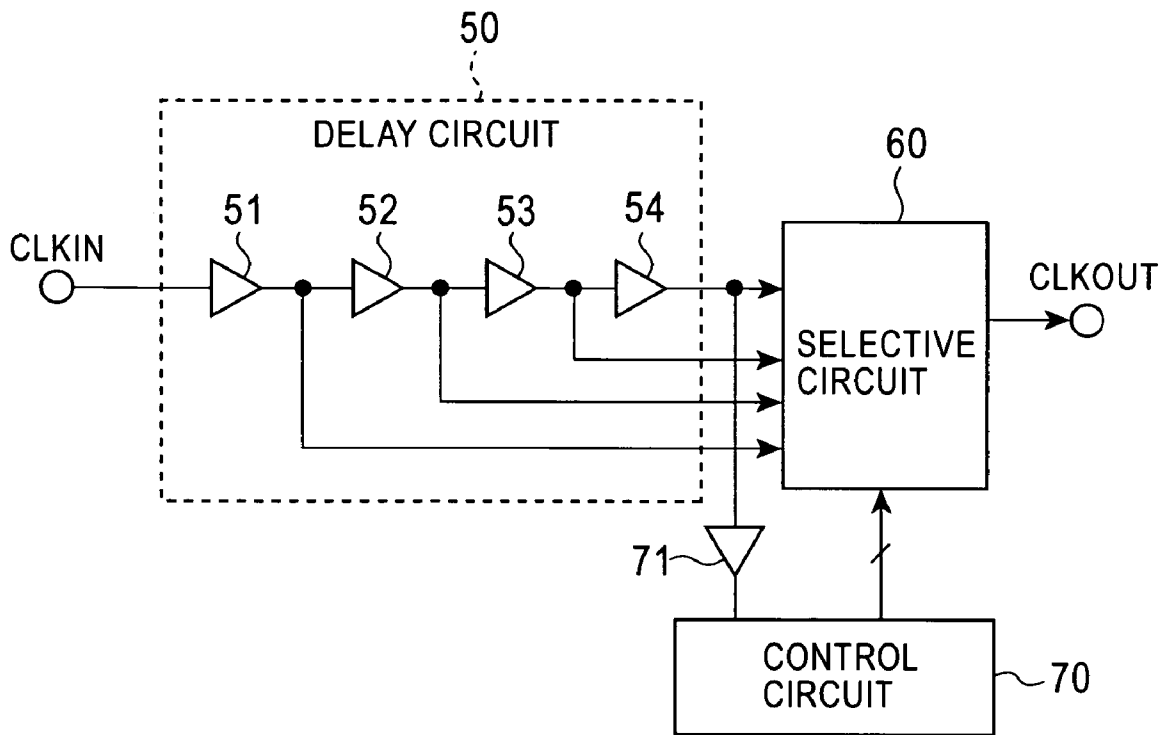 50
DELAY CIRCUIT
60
51
52
53
54
CLKIN
CLKOUT
SELECTIVE
CIRCUIT
71
CONTROL
CIRCUIT
70